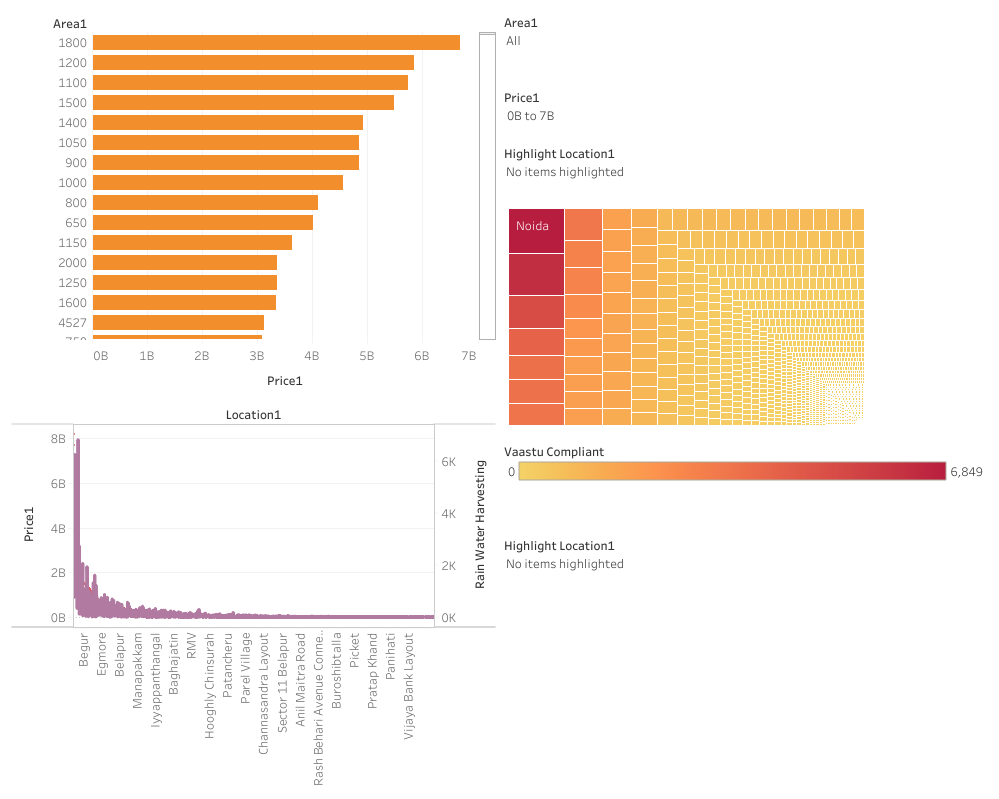 Area1
1800
1200
1100
1500
1400
1050
900
1000
800
650
1150
2000
1250
1600
4527
0B 1B 2B 3B 4B 5B 6B 7B
Price1
Area1
All
Price1
0B to 7B
Highlight Location1
No items highlighted
Noida
Vaastu Compliant
0 6,849
Highlight Location1
No items highlighted
Location1
8B
6B
4B
2B
0B
Price1
6K
4K
2K
0K
Rain Water Harvesting
Begur
Egmore
Belapur
Manapakkam
Iyyappanthangal
Baghajatin
RMV
Hooghly Chinsurah
Patancheru
Parel Village
Channasandra Layout
Sector 11 Belapur
Anil Maitra Road
Rash Behari Avenue Conne..
Buroshibtalla
Picket
Pratap Khand
Panihati
Vijaya Bank Layout